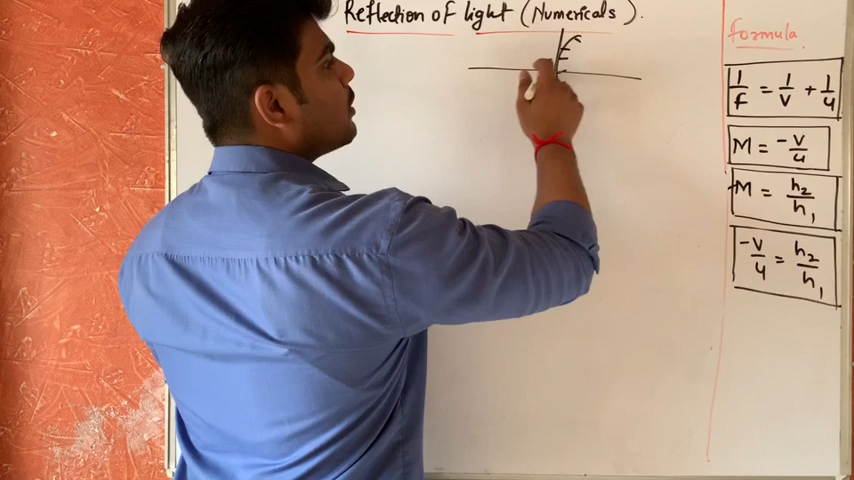 Reflection of light (Numericals).
formula
1/f = 1/v + 1/u
M = -v/u
M = h₂/h₁
-v/u = h₂/h₁